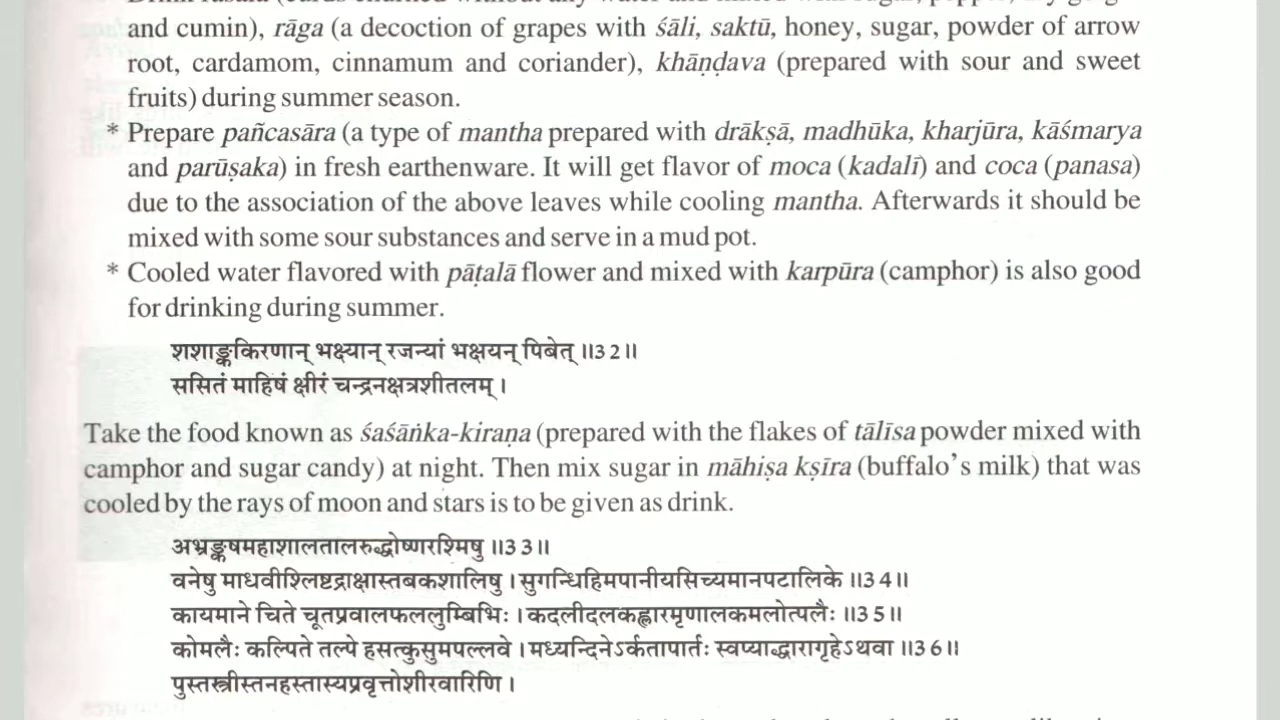 and cumin), rāga (a decoction of grapes with śāli, saktū, honey, sugar, powder of arrow
root, cardamom, cinnamum and coriander), khāṇḍava (prepared with sour and sweet
fruits) during summer season.
* Prepare pañcasāra (a type of mantha prepared with drākṣā, madhūka, kharjūra, kāśmarya
and parūṣaka) in fresh earthenware. It will get flavor of moca (kadalī) and coca (panasa)
due to the association of the above leaves while cooling mantha. Afterwards it should be
mixed with some sour substances and serve in a mud pot.
* Cooled water flavored with pāṭalā flower and mixed with karpūra (camphor) is also good
for drinking during summer.
शशाङ्ककिरणान् भक्ष्यान् रजन्यां भक्षयन् पिबेत् ॥32॥
ससितं माहिषं क्षीरं चन्द्रनक्षत्रशीतलम् ।
Take the food known as śaśāṅka-kiraṇa (prepared with the flakes of tālīsa powder mixed with
camphor and sugar candy) at night. Then mix sugar in māhiṣa kṣīra (buffalo's milk) that was
cooled by the rays of moon and stars is to be given as drink.
अभ्रङ्कषमहाशालतालरुद्धोष्णरश्मिषु ॥33॥
वनेषु माधवीश्लिष्टद्राक्षास्तबकशालिषु । सुगन्धिहिमपानीयसिच्यमानपटालिके ॥34॥
कायमाने चिते चूतप्रवालफललुम्बिभिः । कदलीदलकह्लारमृणालकमलोत्पलैः ॥35॥
कोमलैः कल्पिते तल्पे हसत्कुसुमपल्लवे । मध्यन्दिनेऽर्कतापार्तः स्वप्याद्धारागृहेऽथवा ॥36॥
पुस्तस्त्रीस्तनहस्तास्यप्रवृत्तोशीरवारिणि ।